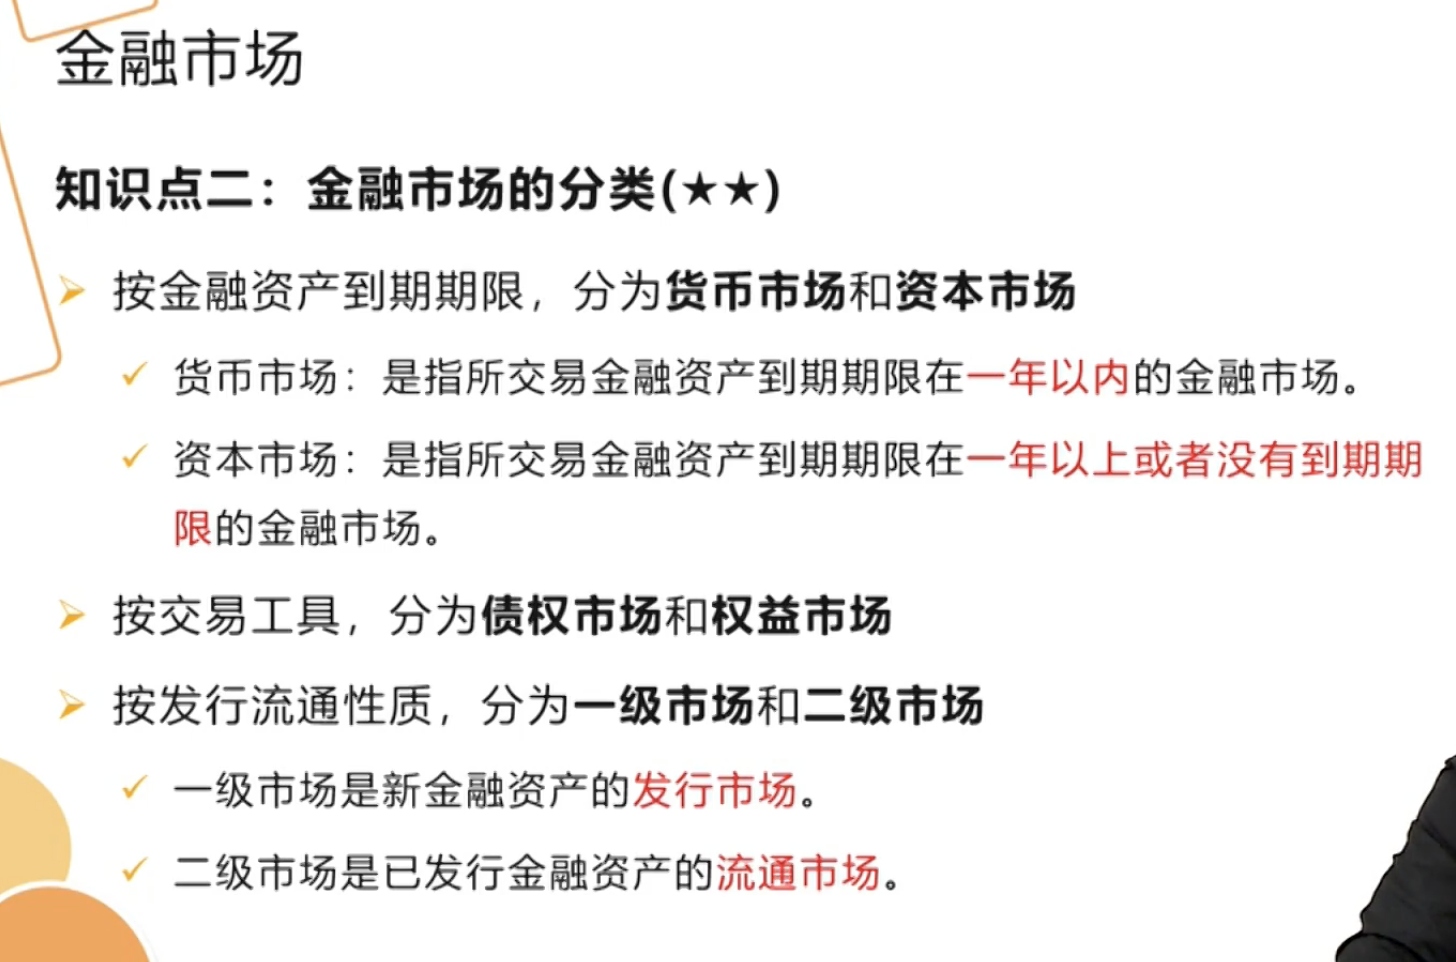 金融市场
知识点二：金融市场的分类(★★)
按金融资产到期期限，分为货币市场和资本市场
货币市场：是指所交易金融资产到期期限在一年以内的金融市场。
资本市场：是指所交易金融资产到期期限在一年以上或者没有到期期
限的金融市场。
按交易工具，分为债权市场和权益市场
按发行流通性质，分为一级市场和二级市场
一级市场是新金融资产的发行市场。
二级市场是已发行金融资产的流通市场。